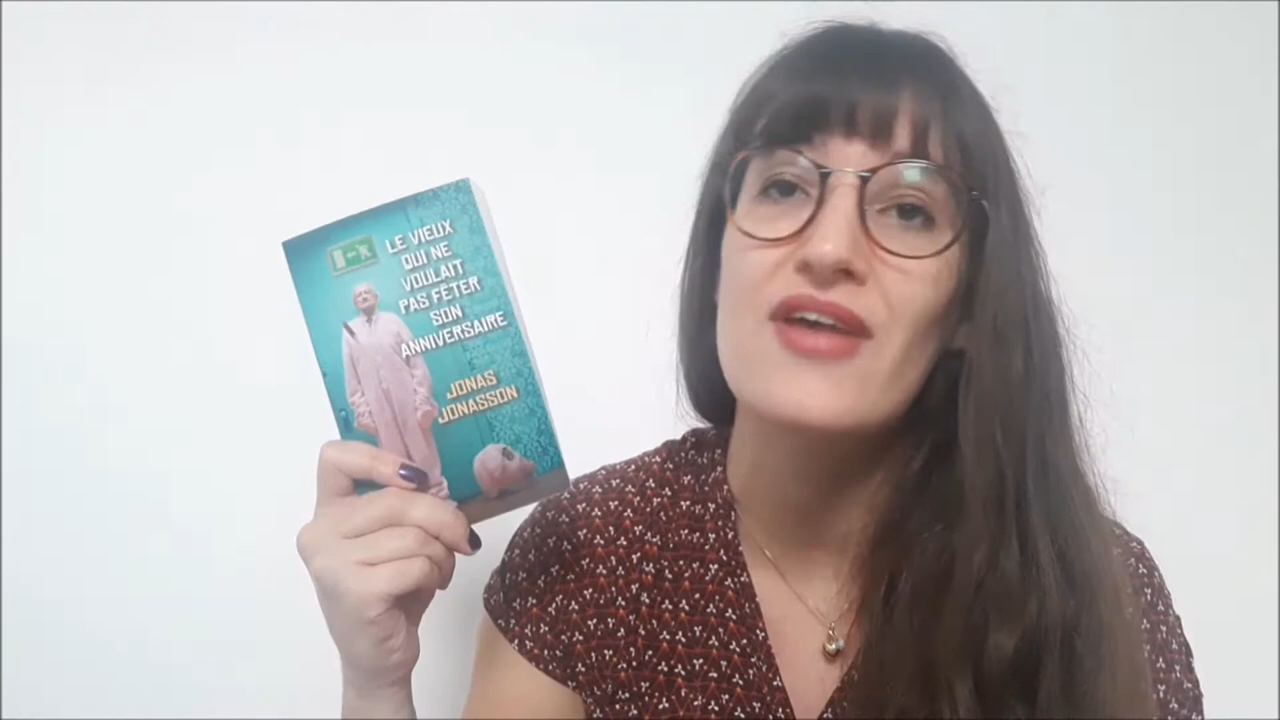 LE VIEUX
QUI NE
VOULAIT
PAS FÊTER
SON
ANNIVERSAIRE
JONAS
JONASSON